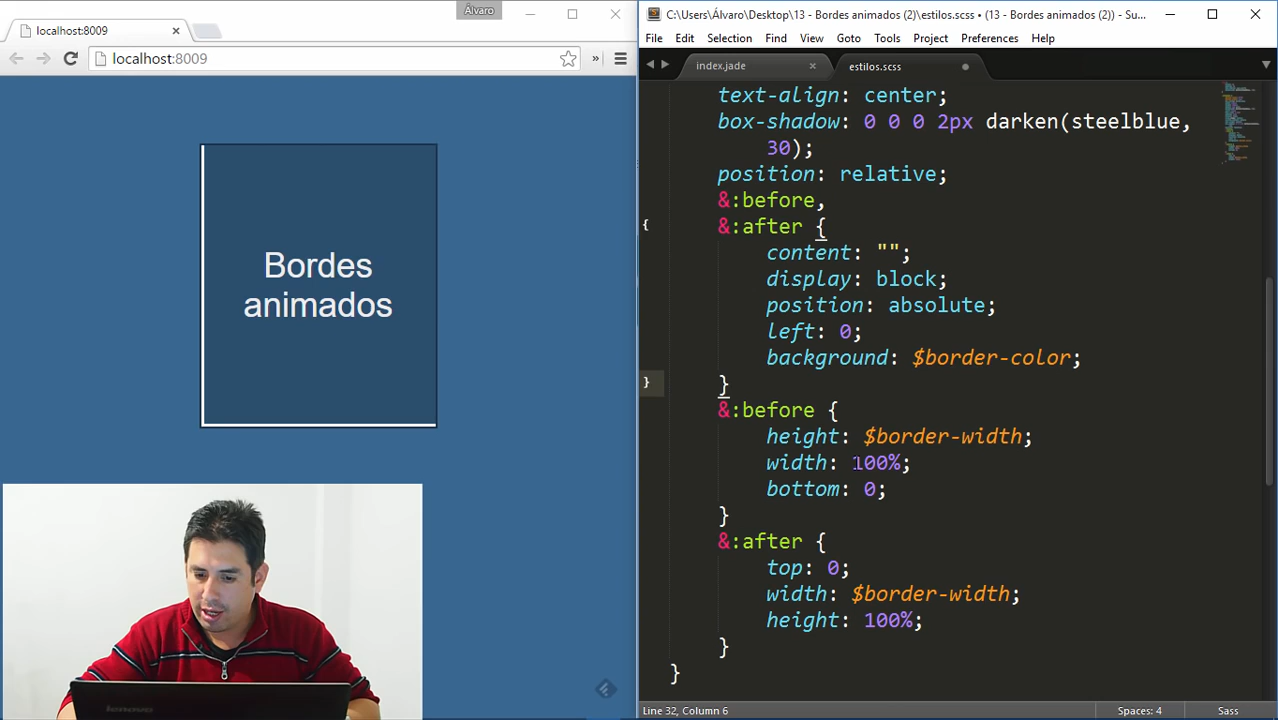 Álvaro
localhost:8009
localhost:8009
Bordes
animados
C:\Users\Álvaro\Desktop\13 - Bordes animados (2)\estilos.scss • (13 - Bordes animados (2)) - Su...
File Edit Selection Find View Goto Tools Project Preferences Help
index.jade
estilos.scss
text-align: center;
box-shadow: 0 0 0 2px darken(steelblue,
30);
position: relative;
&:before,
&:after {
content: "";
display: block;
position: absolute;
left: 0;
background: $border-color;
}
&:before {
height: $border-width;
width: 100%;
bottom: 0;
}
&:after {
top: 0;
width: $border-width;
height: 100%;
}
}
Line 32, Column 6
Spaces: 4
Sass